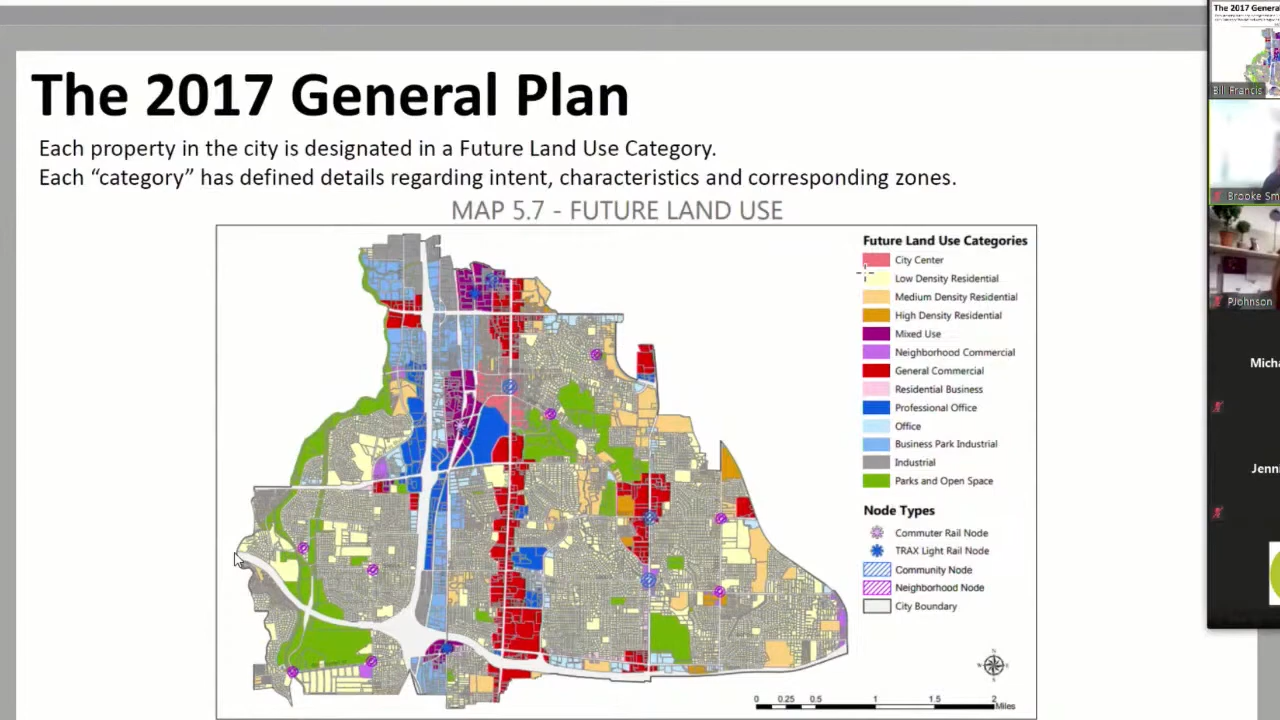 The 2017 General Plan
Each property in the city is designated in a Future Land Use Category.
Each “category” has defined details regarding intent, characteristics and corresponding zones.
MAP 5.7 - FUTURE LAND USE
Future Land Use Categories
City Center
Low Density Residential
Medium Density Residential
High Density Residential
Mixed Use
Neighborhood Commercial
General Commercial
Residential Business
Professional Office
Office
Business Park Industrial
Industrial
Parks and Open Space
Node Types
Commuter Rail Node
TRAX Light Rail Node
Community Node
Neighborhood Node
City Boundary
N
W
E
S
0 0.25 0.5 1 1.5 2
Miles
The 2017 General
Bill Francis
Brooke Sm
PJohnson
Micha
Jenni